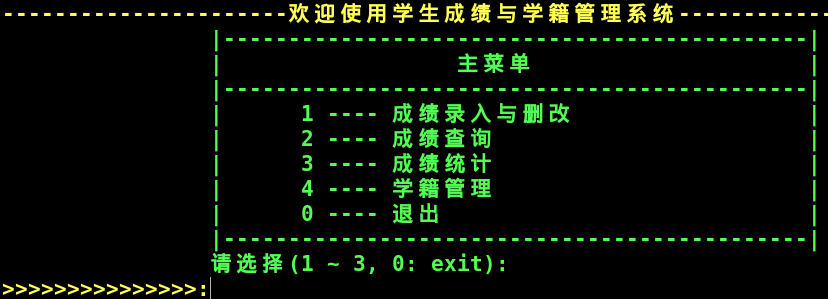 ----------------------欢迎使用学生成绩与学籍管理系统------------
|---------------------------------------------|
| 主菜单 |
|---------------------------------------------|
| 1 ---- 成绩录入与删改 |
| 2 ---- 成绩查询 |
| 3 ---- 成绩统计 |
| 4 ---- 学籍管理 |
| 0 ---- 退出 |
|---------------------------------------------|
请选择(1 ~ 3, 0: exit):
>>>>>>>>>>>>>>>: